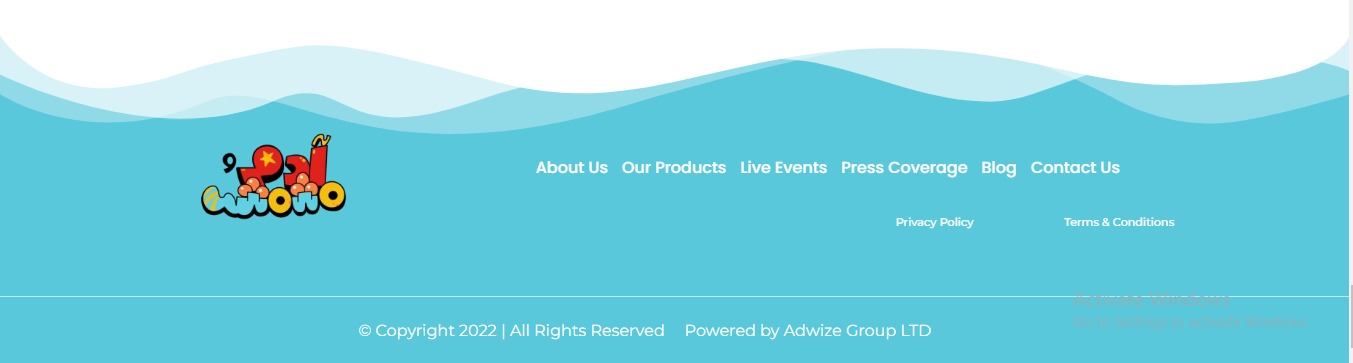 About Us Our Products Live Events Press Coverage Blog Contact Us
Privacy Policy Terms & Conditions
Activate Windows
Go to Settings to activate Windows.
© Copyright 2022 | All Rights Reserved Powered by Adwize Group LTD